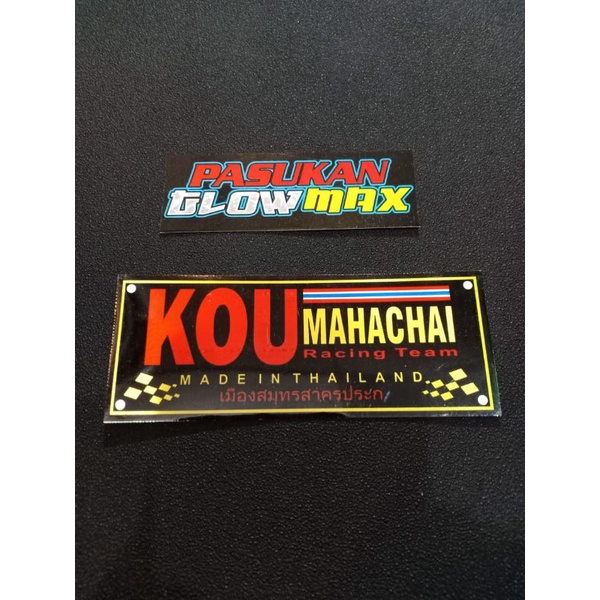 PASUKAN
GLOWMAX
KOU MAHACHAI
Racing Team
MADE IN THAILAND
เมืองสมุทรสาครประก